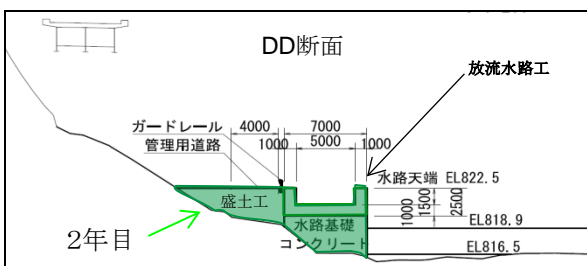 DD断面
放流水路工
ガードレール
管理用道路
4000
7000
1000
5000
1000
水路天端 EL822.5
盛土工
水路基礎
コンクリート
1000
1500
2500
EL818.9
EL816.5
2年目